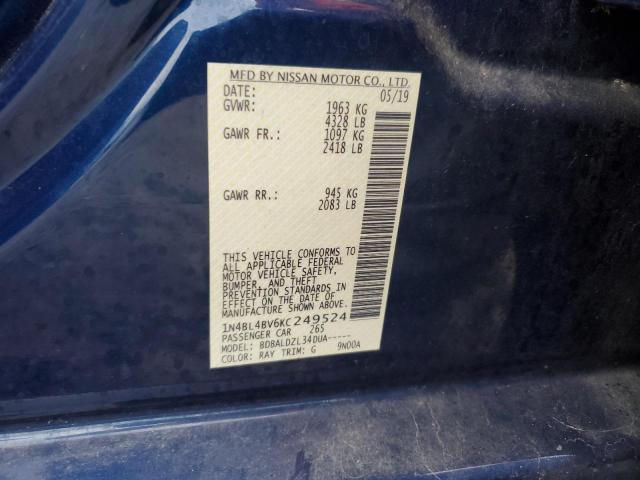 MFD BY NISSAN MOTOR CO., LTD.
DATE: 05/19
GVWR: 1963 KG
4328 LB
GAWR FR.: 1097 KG
2418 LB
GAWR RR.: 945 KG
2083 LB
THIS VEHICLE CONFORMS TO
ALL APPLICABLE FEDERAL
MOTOR VEHICLE SAFETY,
BUMPER, AND THEFT
PREVENTION STANDARDS IN
EFFECT ON THE DATE OF
MANUFACTURE SHOWN ABOVE.
1N4BL4BV6KC249524
PASSENGER CAR 265
MODEL: BDBALDZL34DUA-----
COLOR: RAY TRIM: G 9N00A